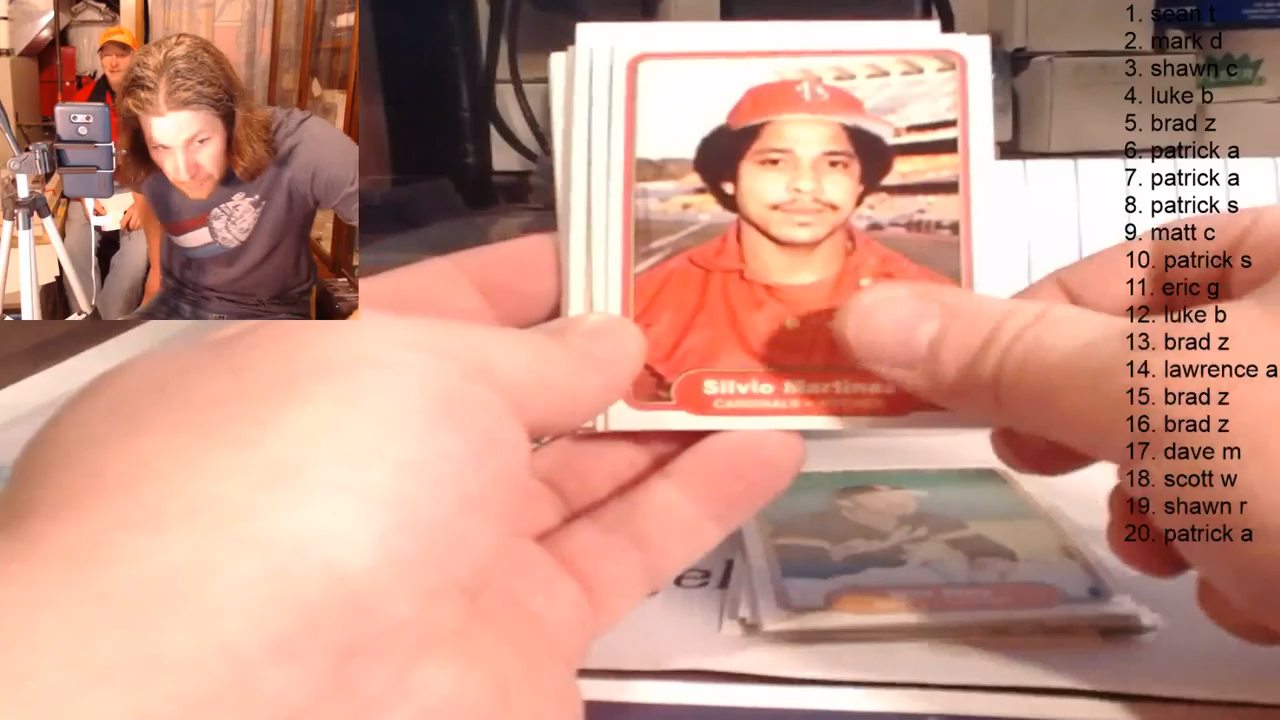 1. sean t
2. mark d
3. shawn c
4. luke b
5. brad z
6. patrick a
7. patrick a
8. patrick s
9. matt c
10. patrick s
11. eric g
12. luke b
13. brad z
14. lawrence a
15. brad z
16. brad z
17. dave m
18. scott w
19. shawn r
20. patrick a
Silvio Martinez
CARDINALS
el